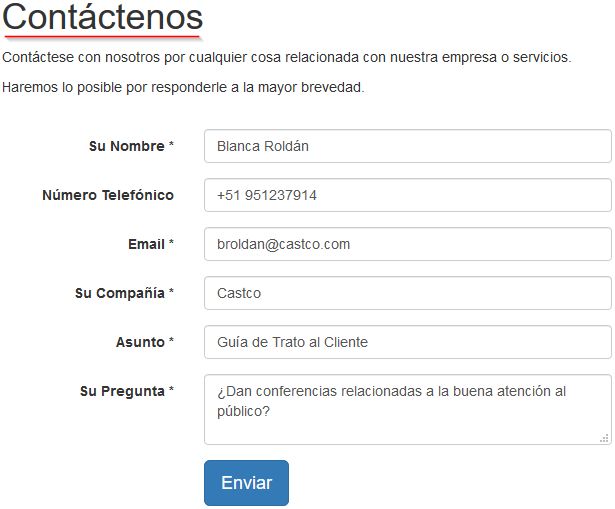 Contáctenos
Contáctese con nosotros por cualquier cosa relacionada con nuestra empresa o servicios.
Haremos lo posible por responderle a la mayor brevedad.
Su Nombre * Blanca Roldán
Número Telefónico +51 951237914
Email * broldan@castco.com
Su Compañía * Castco
Asunto * Guía de Trato al Cliente
Su Pregunta * ¿Dan conferencias relacionadas a la buena atención al
público?
Enviar